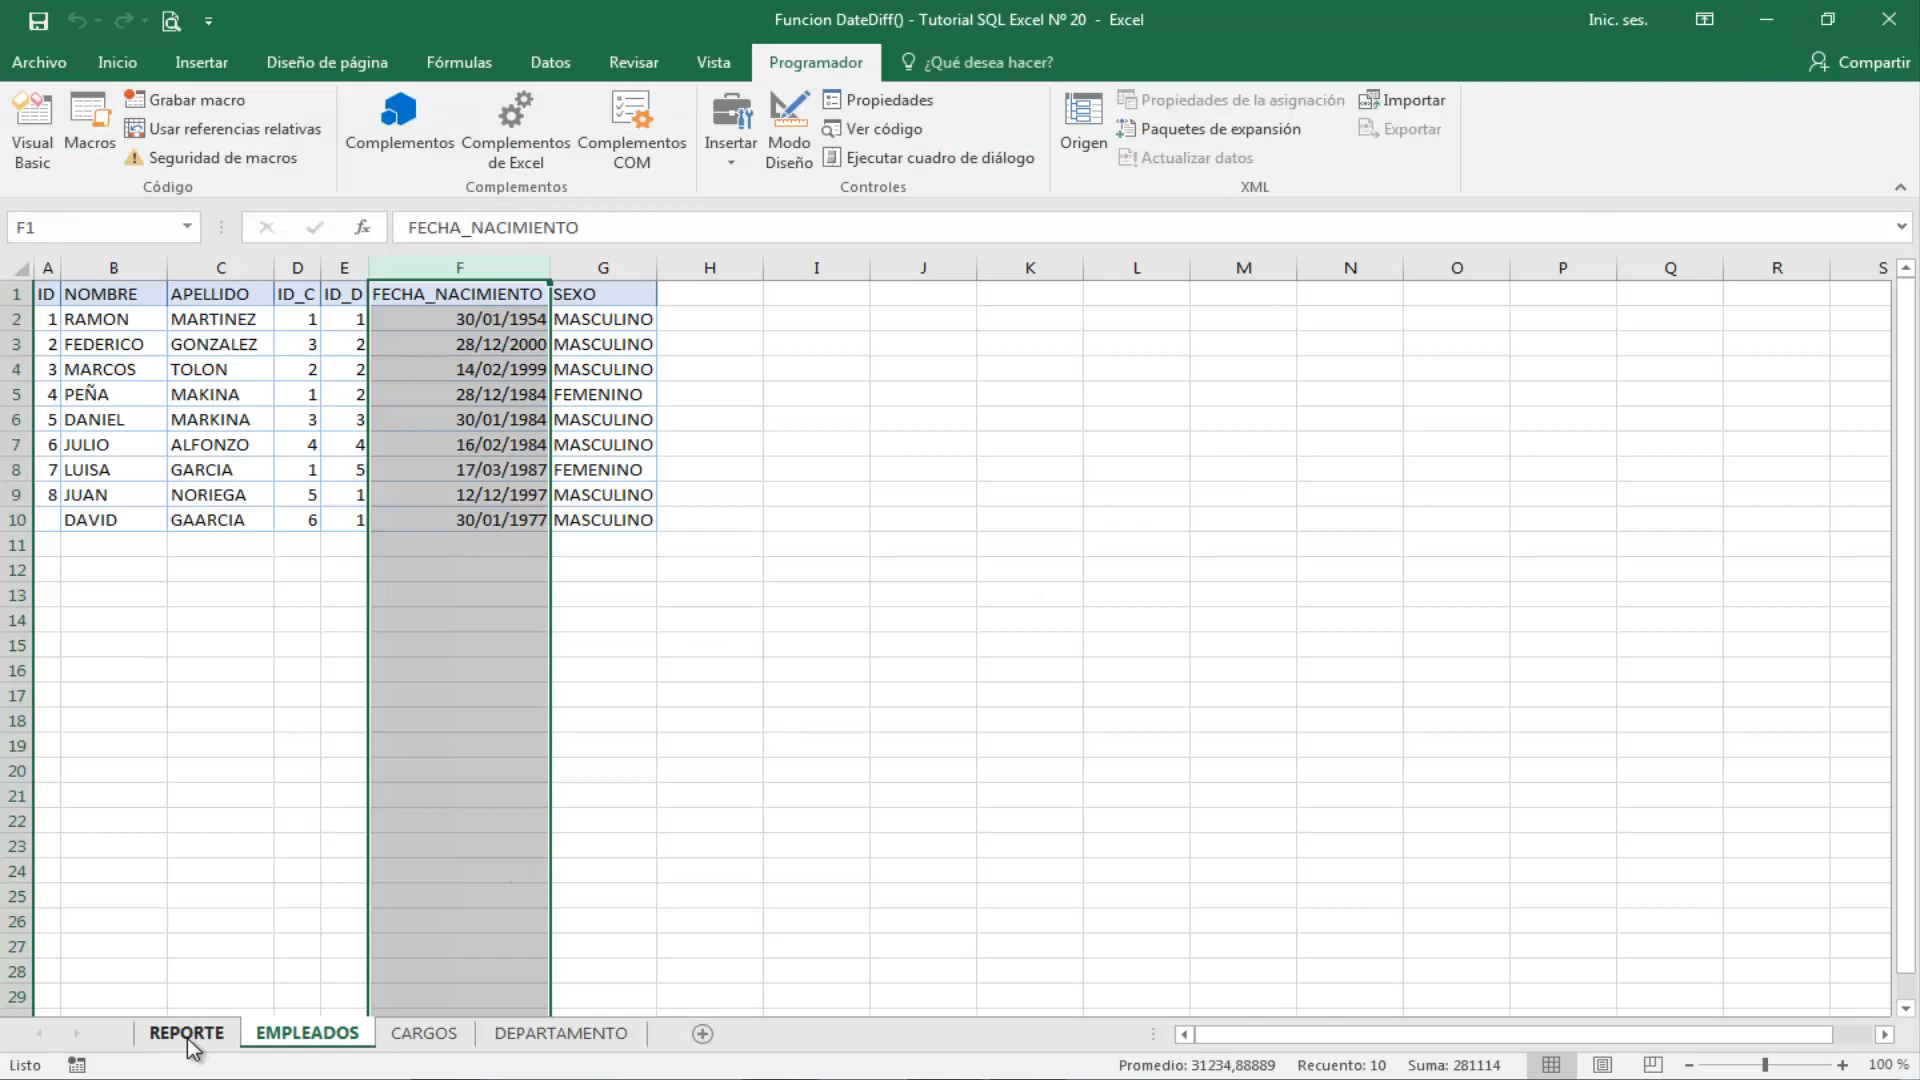 Funcion DateDiff() - Tutorial SQL Excel Nº 20 - Excel
Inic. ses.
Archivo Inicio Insertar Diseño de página Fórmulas Datos Revisar Vista Programador ¿Qué desea hacer? Compartir
Visual Basic
Macros
Grabar macro
Usar referencias relativas
Seguridad de macros
Código
Complementos
Complementos de Excel
Complementos COM
Complementos
Insertar
Modo Diseño
Propiedades
Ver código
Ejecutar cuadro de diálogo
Controles
Origen
Propiedades de la asignación
Paquetes de expansión
Actualizar datos
Importar
Exportar
XML
F1 fx FECHA_NACIMIENTO
A B C D E F G H I J K L M N O P Q R S
1 ID NOMBRE APELLIDO ID_C ID_D FECHA_NACIMIENTO SEXO
2 1 RAMON MARTINEZ 1 1 30/01/1954 MASCULINO
3 2 FEDERICO GONZALEZ 3 2 28/12/2000 MASCULINO
4 3 MARCOS TOLON 2 2 14/02/1999 MASCULINO
5 4 PEÑA MAKINA 1 2 28/12/1984 FEMENINO
6 5 DANIEL MARKINA 3 3 30/01/1984 MASCULINO
7 6 JULIO ALFONZO 4 4 16/02/1984 MASCULINO
8 7 LUISA GARCIA 1 5 17/03/1987 FEMENINO
9 8 JUAN NORIEGA 5 1 12/12/1997 MASCULINO
10 DAVID GAARCIA 6 1 30/01/1977 MASCULINO
11
12
13
14
15
16
17
18
19
20
21
22
23
24
25
26
27
28
29
REPORTE EMPLEADOS CARGOS DEPARTAMENTO
Listo Promedio: 31234,88889 Recuento: 10 Suma: 281114 100 %